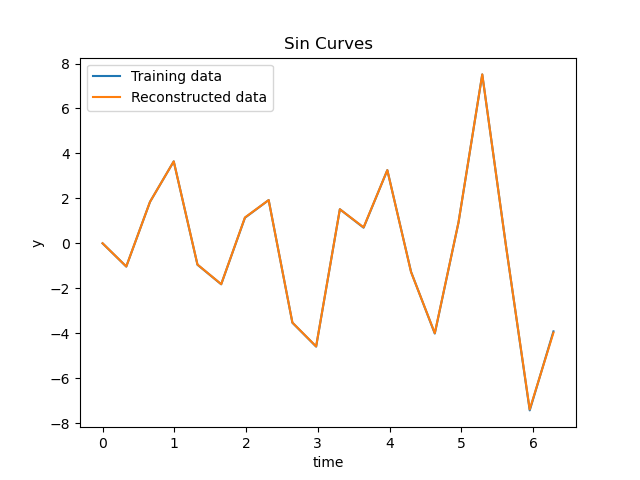 Sin Curves
Training data
Reconstructed data
8
6
4
2
0
−2
−4
−6
−8
y
0 1 2 3 4 5 6
time